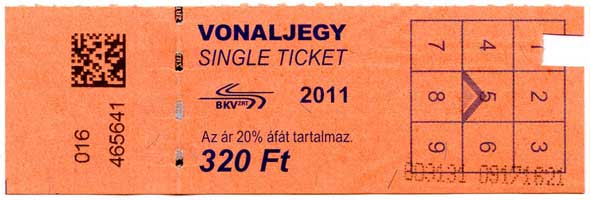 016
465641
VONALJEGY
SINGLE TICKET
BKV ZRT
2011
Az ár 20% áfát tartalmaz.
320 Ft
7 4 1
8 5 2
9 6 3